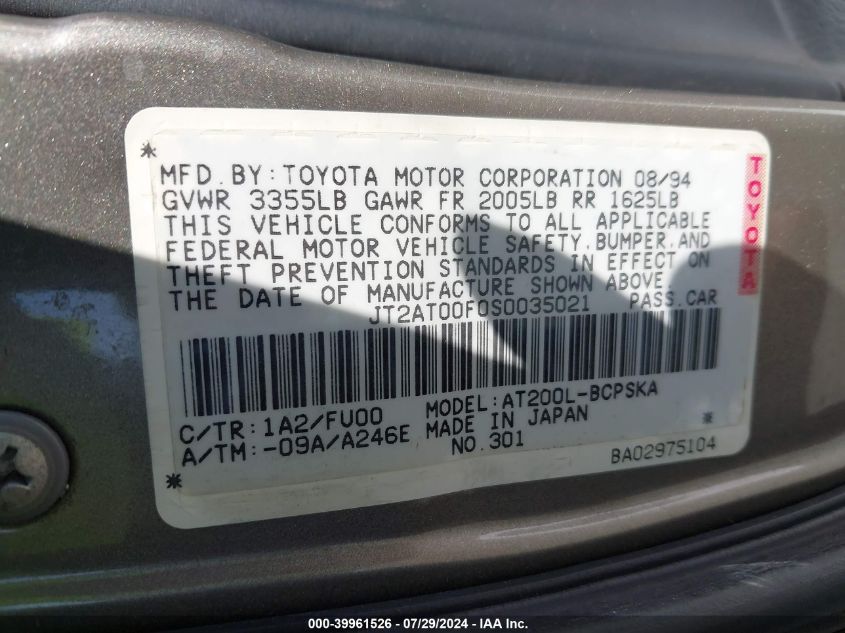 MFD. BY: TOYOTA MOTOR CORPORATION 08/94
GVWR 3355LB GAWR FR 2005LB RR 1625LB
THIS VEHICLE CONFORMS TO ALL APPLICABLE
FEDERAL MOTOR VEHICLE SAFETY, BUMPER, AND
THEFT PREVENTION STANDARDS IN EFFECT ON
THE DATE OF MANUFACTURE SHOWN ABOVE.
JT2AT00F0S0035021 PASS. CAR
TOYOTA
C/TR: 1A2/FU00 MODEL: AT200L-BCPSKA
A/TM: -09A/A246E MADE IN JAPAN
NO. 301
BA02975104
000-39961526 / 07/29/2024 - IAA Inc.